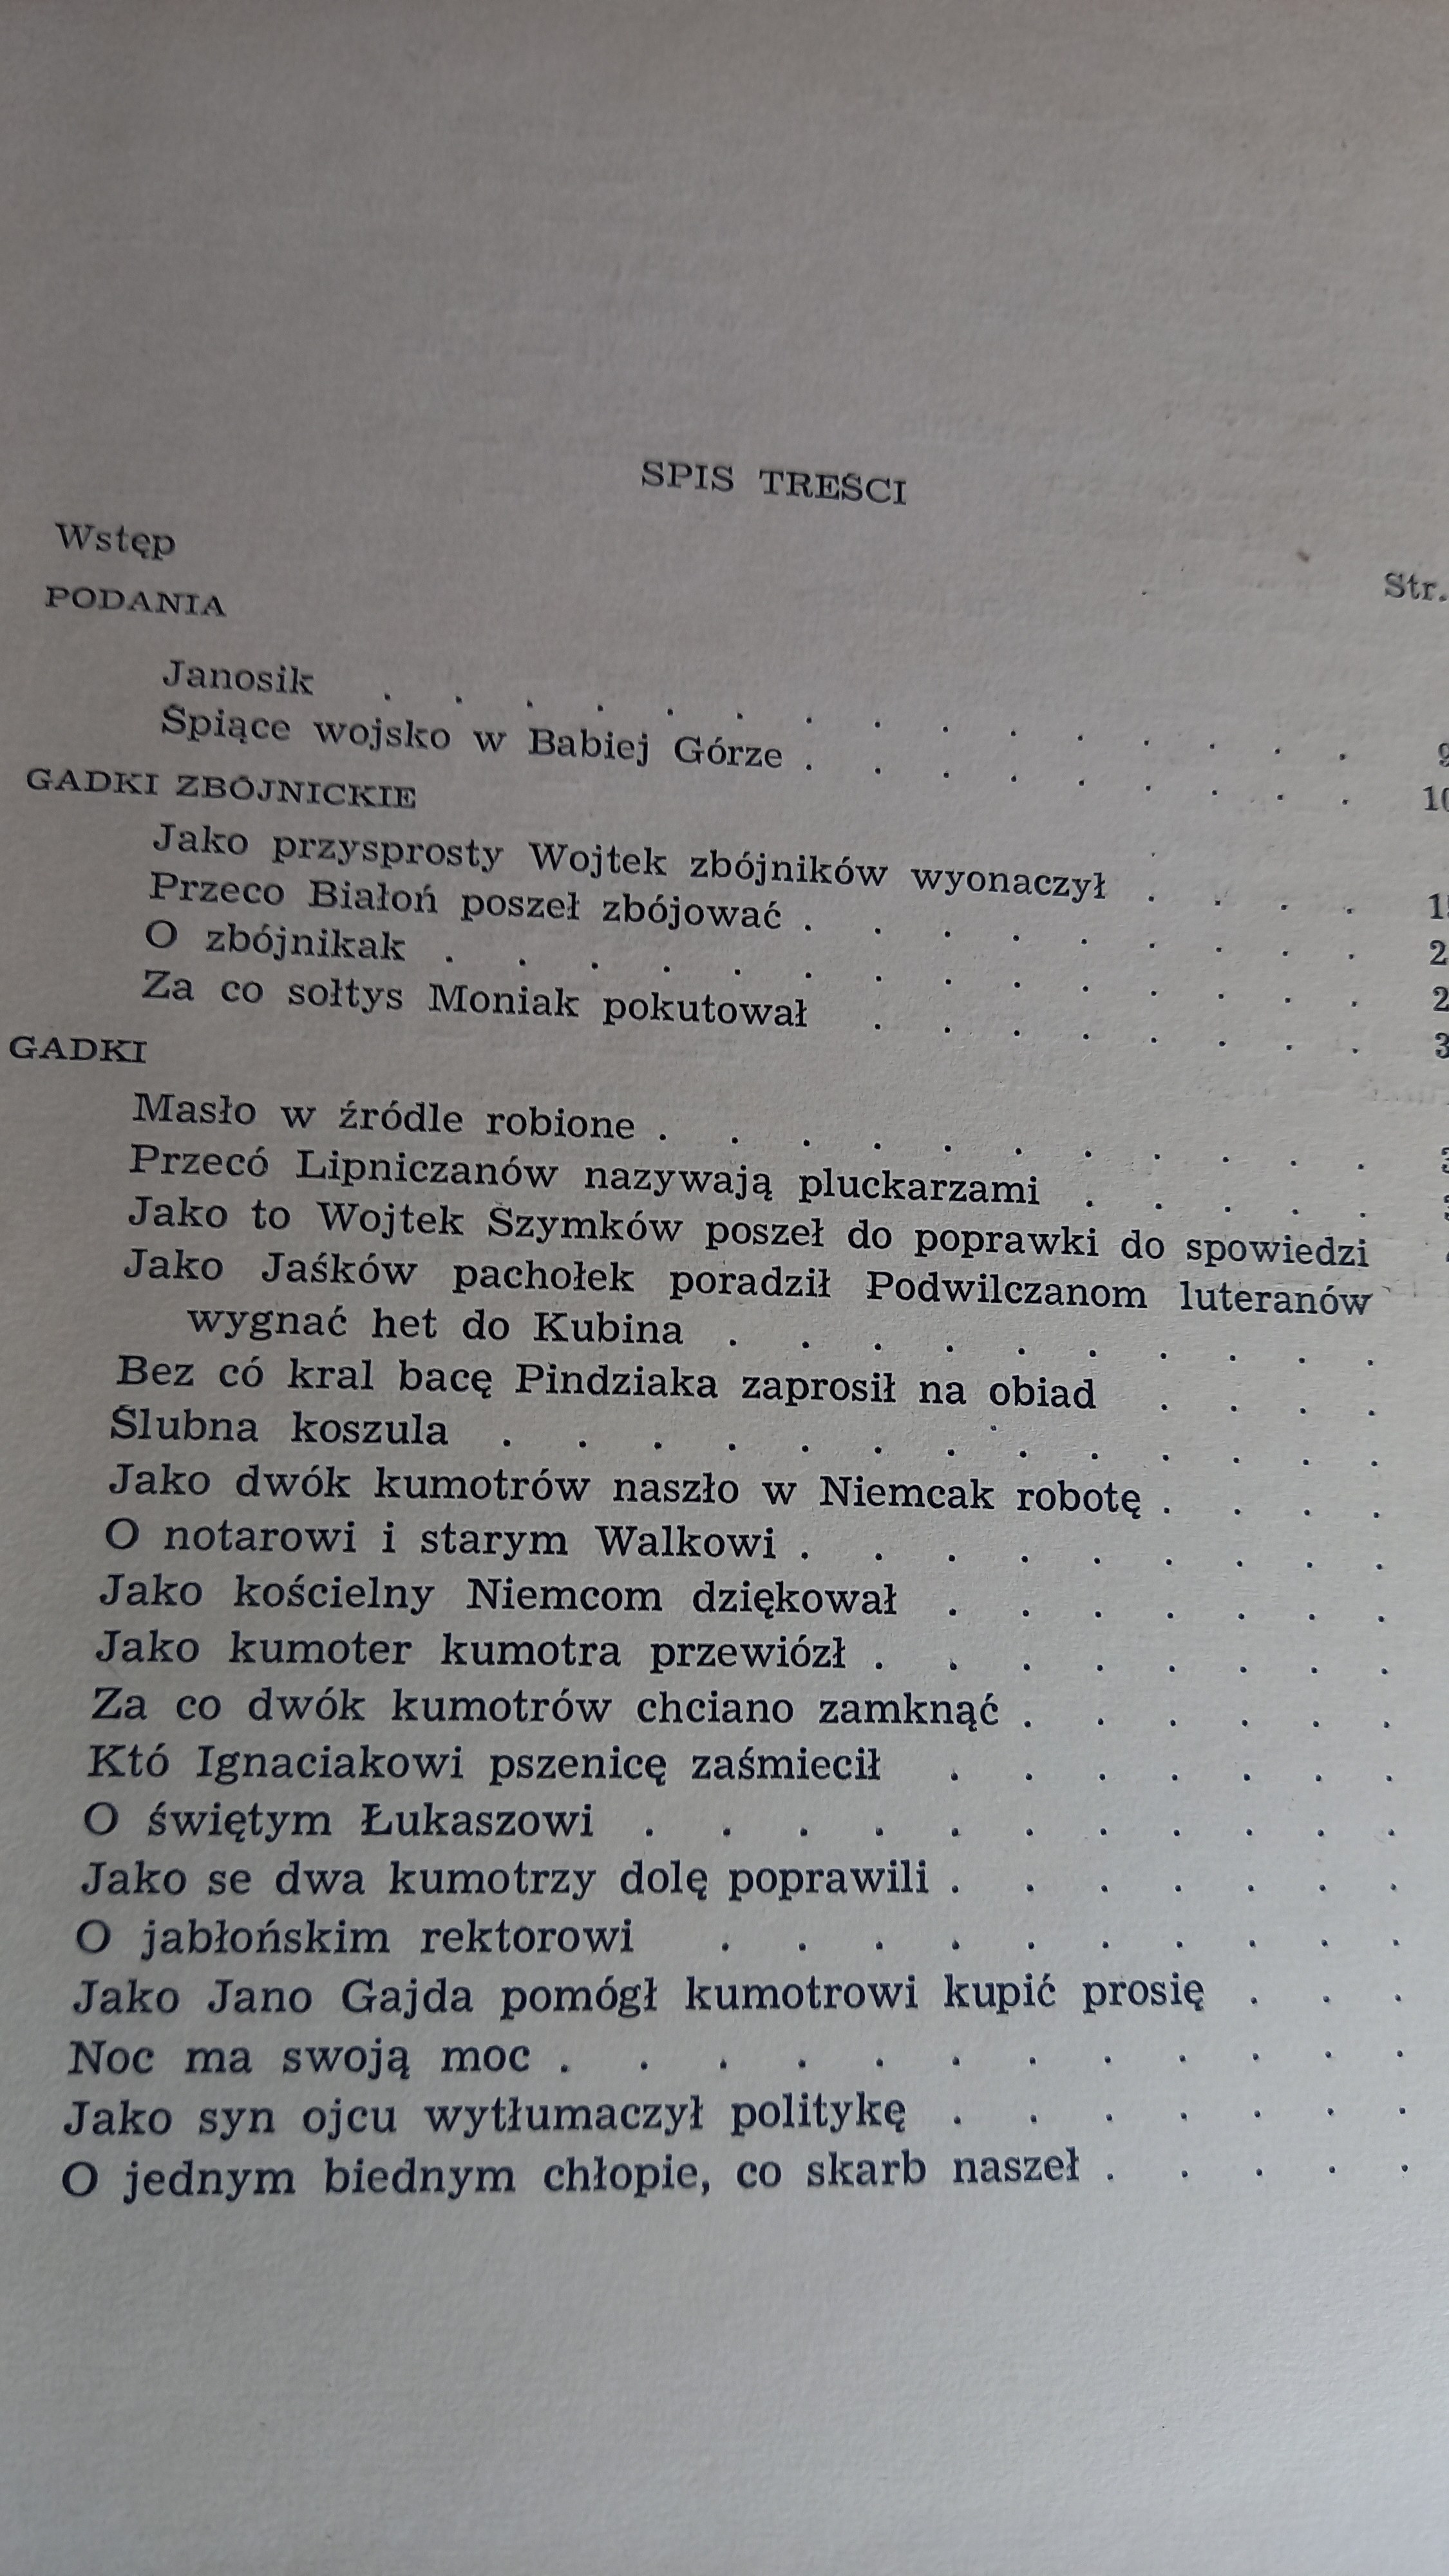 SPIS TREŚCI
Wstęp
Str.
PODANIA
Janosik . . . . . . . . . . . . . . .
Śpiące wojsko w Babiej Górze . . . . . . . . . 10
GADKI ZBÓJNICKIE
Jako przysprosty Wojtek zbójników wyonaczył . . . .
Przeco Białoń poszeł zbójować . . . . . . . . .
O zbójnikak . . . . . . . . . . . . . .
Za co sołtys Moniak pokutował . . . . . . . .
GADKI
Masło w źródle robione . . . . . . . . . . .
Przecó Lipniczanów nazywają pluckarzami . . . . .
Jako to Wojtek Szymków poszeł do poprawki do spowiedzi
Jako Jaśków pachołek poradził Podwilczanom luteranów
wygnać het do Kubina . . . . . . . . . .
Bez có kral bacę Pindziaka zaprosił na obiad . . . .
Ślubna koszula . . . . . . . . . . . . .
Jako dwók kumotrów naszło w Niemcak robotę . . . .
O notarowi i starym Walkowi . . . . . . . . .
Jako kościelny Niemcom dziękował . . . . . . .
Jako kumoter kumotra przewiózł . . . . . . . .
Za co dwók kumotrów chciano zamknąć . . . . . .
Któ Ignaciakowi pszenicę zaśmiecił . . . . . . .
O świętym Łukaszowi . . . . . . . . . . .
Jako se dwa kumotrzy dolę poprawili . . . . . . .
O jabłońskim rektorowi . . . . . . . . . .
Jako Jano Gajda pomógł kumotrowi kupić prosię . . .
Noc ma swoją moc . . . . . . . . . . . .
Jako syn ojcu wytłumaczył politykę . . . . . . .
O jednym biednym chłopie, co skarb naszeł . . . . .